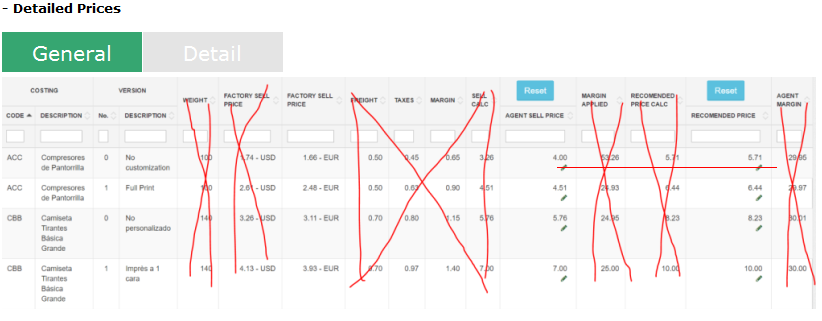 - Detailed Prices
General Detail
COSTING VERSION WEIGHT FACTORY SELL PRICE FACTORY SELL PRICE FREIGHT TAXES MARGIN SELL CALC Reset MARGIN APPLIED RECOMENDED PRICE CALC Reset AGENT MARGIN
CODE DESCRIPTION No. DESCRIPTION AGENT SELL PRICE RECOMENDED PRICE
ACC Compresores de Pantorrilla 0 No customization 100 1.74 - USD 1.66 - EUR 0.50 0.45 0.65 3.26 4.00 53.26 5.71 5.71 29.95
ACC Compresores de Pantorrilla 1 Full Print 100 2.61 - USD 2.48 - EUR 0.50 0.63 0.90 4.51 4.51 24.93 6.44 6.44 29.97
CBB Camiseta Tirantes Básica Grande 0 No personalizado 140 3.26 - USD 3.11 - EUR 0.70 0.80 1.15 5.76 5.76 24.95 8.23 8.23 30.01
CBB Camiseta Tirantes Básica Grande 1 Imprés a 1 cara 140 4.13 - USD 3.93 - EUR 0.70 0.97 1.40 7.00 7.00 25.00 10.00 10.00 30.00